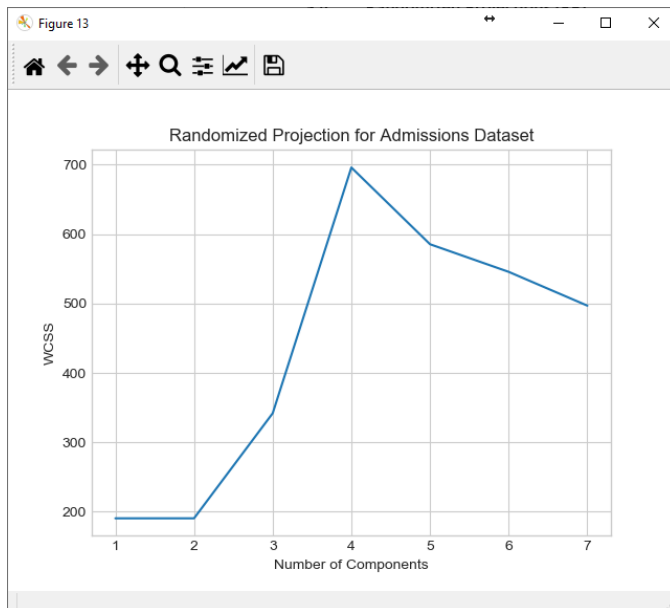 Figure 13
Randomized Projection for Admissions Dataset
700
600
500
400
300
200
WCSS
1 2 3 4 5 6 7
Number of Components